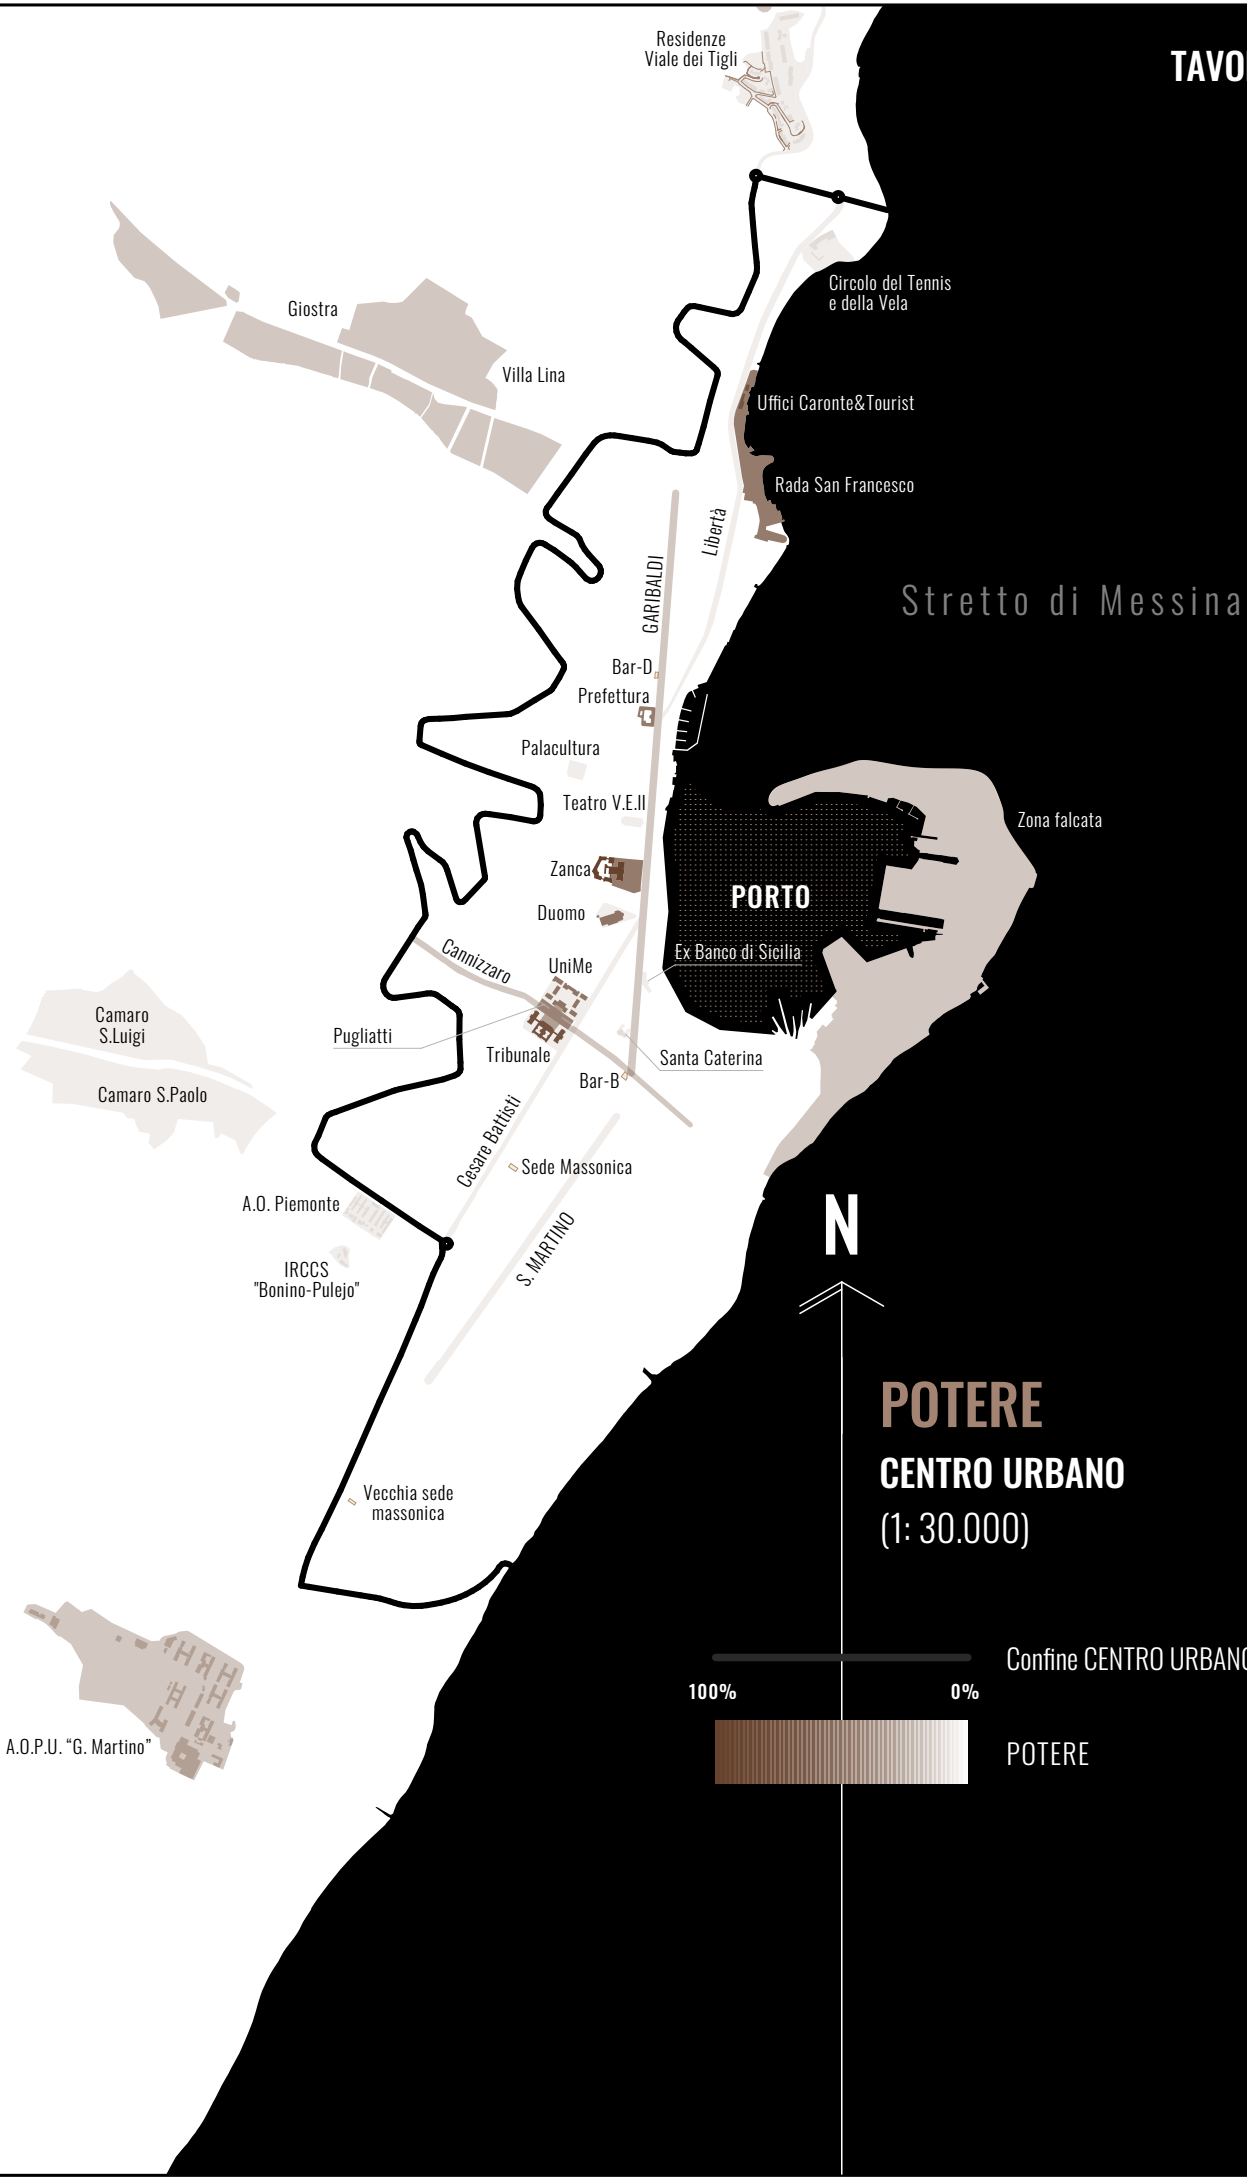 Residenze
Viale dei Tigli
Circolo del Tennis
e della Vela
Giostra
Villa Lina
Uffici Caronte&Tourist
Rada San Francesco
Libertà
GARIBALDI
Stretto di Messina
Bar-D
Prefettura
Palacultura
Teatro V.E.II
Zona falcata
Zanca
PORTO
Duomo
Ex Banco di Sicilia
Cannizzaro
UniMe
Camaro
S.Luigi
Pugliatti
Tribunale
Santa Caterina
Bar-B
Camaro S.Paolo
Cesare Battisti
Sede Massonica
A.O. Piemonte
S. MARTINO
IRCCS
"Bonino-Pulejo"
N
POTERE
CENTRO URBANO
(1: 30.000)
Vecchia sede
massonica
Confine CENTRO URBANO
100%
0%
POTERE
A.O.P.U. “G. Martino”